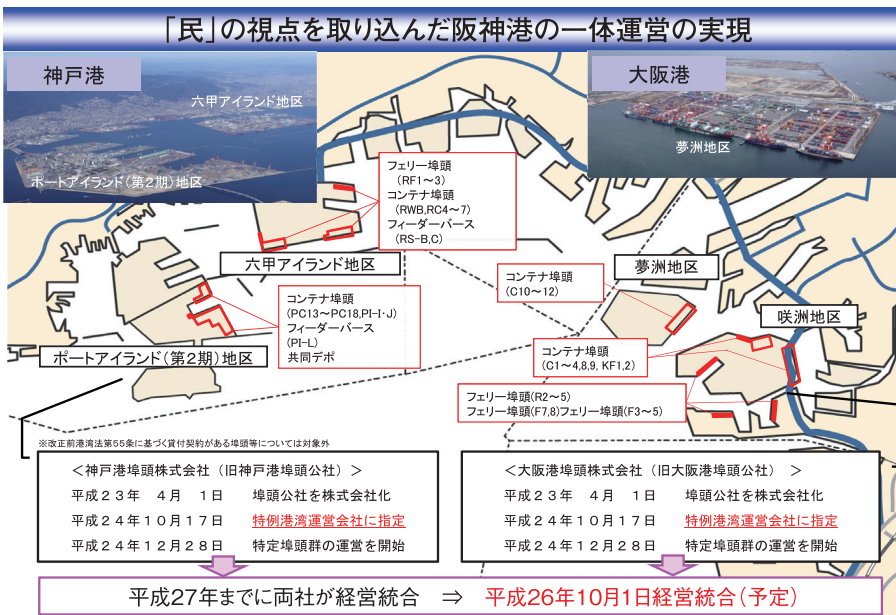 「民」の視点を取り込んだ阪神港の一体運営の実現
神戸港
六甲アイランド地区
ポートアイランド(第2期)地区
大阪港
夢洲地区
フェリー埠頭
(RF1～3)
コンテナ埠頭
(RWB,RC4～7)
フィーダーバース
(RS-B,C)
六甲アイランド地区
コンテナ埠頭
(PC13～PC18,PI-I・J)
フィーダーバース
(PI-L)
共同デポ
ポートアイランド(第2期)地区
夢洲地区
コンテナ埠頭
(C10～12)
咲洲地区
コンテナ埠頭
(C1～4,8,9, KF1,2)
フェリー埠頭(R2～5)
フェリー埠頭(F7,8)フェリー埠頭(F3～5)
※改正前港湾法第55条に基づく貸付契約がある埠頭等については対象外
＜神戸港埠頭株式会社（旧神戸港埠頭公社）＞
平成２３年　４月　１日　埠頭公社を株式会社化
平成２４年１０月１７日　特例港湾運営会社に指定
平成２４年１２月２８日　特定埠頭群の運営を開始
＜大阪港埠頭株式会社（旧大阪港埠頭公社）　＞
平成２３年　４月　１日　埠頭公社を株式会社化
平成２４年１０月１７日　特例港湾運営会社に指定
平成２４年１２月２８日　特定埠頭群の運営を開始
平成27年までに両社が経営統合　⇒　平成26年10月1日経営統合(予定)